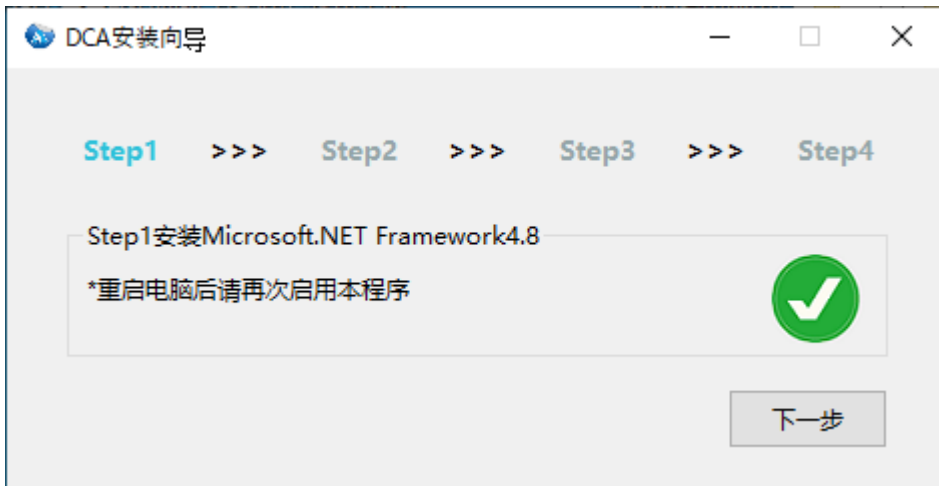 DCA安装向导
Step1 >>> Step2 >>> Step3 >>> Step4
Step1安装Microsoft.NET Framework4.8
*重启电脑后请再次启用本程序
下一步